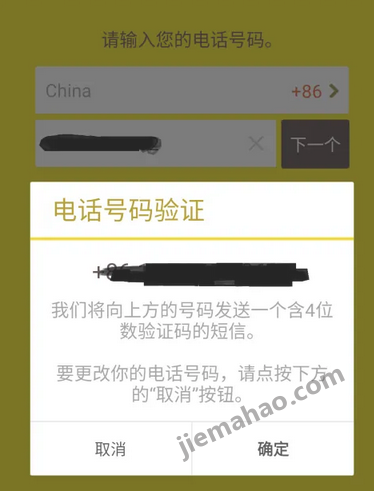 请输入您的电话号码。
China +86
下一个
电话号码验证
我们将向上方的号码发送一个含4位
数验证码的短信。
要更改你的电话号码，请点按下方
的“取消”按钮。
取消 确定
jiemahao.com